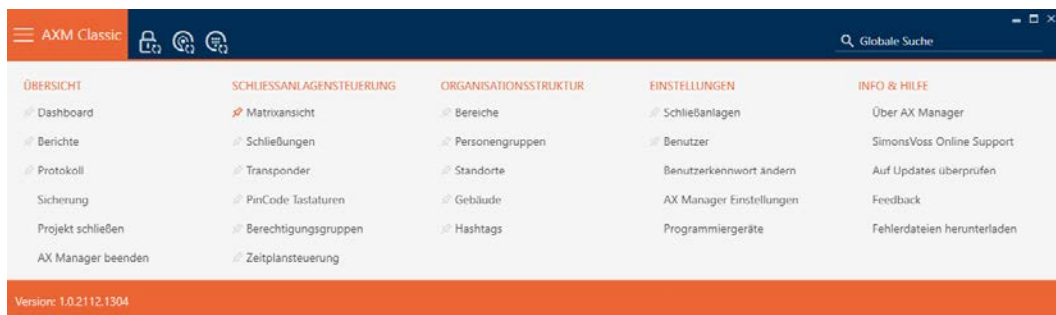 AXM Classic
Globale Suche
ÜBERSICHT
Dashboard
Berichte
Protokoll
Sicherung
Projekt schließen
AX Manager beenden
SCHLIESSANLAGENSTEUERUNG
Matrixansicht
Schließungen
Transponder
PinCode Tastaturen
Berechtigungsgruppen
Zeitplansteuerung
ORGANISATIONSSTRUKTUR
Bereiche
Personengruppen
Standorte
Gebäude
Hashtags
EINSTELLUNGEN
Schließanlagen
Benutzer
Benutzerkennwort ändern
AX Manager Einstellungen
Programmiergeräte
INFO & HILFE
Über AX Manager
SimonsVoss Online Support
Auf Updates überprüfen
Feedback
Fehlerdateien herunterladen
Version: 1.0.2112.1304